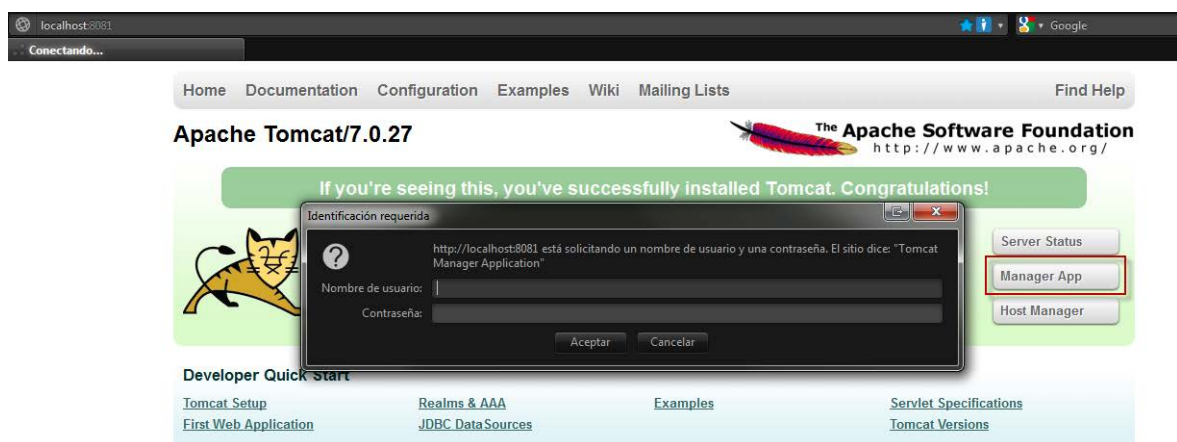 localhost:8081
Google
Conectando...
Home Documentation Configuration Examples Wiki Mailing Lists Find Help
Apache Tomcat/7.0.27
The Apache Software Foundation
http://www.apache.org/
If you're seeing this, you've successfully installed Tomcat. Congratulations!
Identificación requerida
http://localhost:8081 está solicitando un nombre de usuario y una contraseña. El sitio dice: "Tomcat
Manager Application"
Nombre de usuario:
Contraseña:
Aceptar Cancelar
Server Status
Manager App
Host Manager
Developer Quick Start
Tomcat Setup Realms & AAA Examples Servlet Specifications
First Web Application JDBC DataSources Tomcat Versions